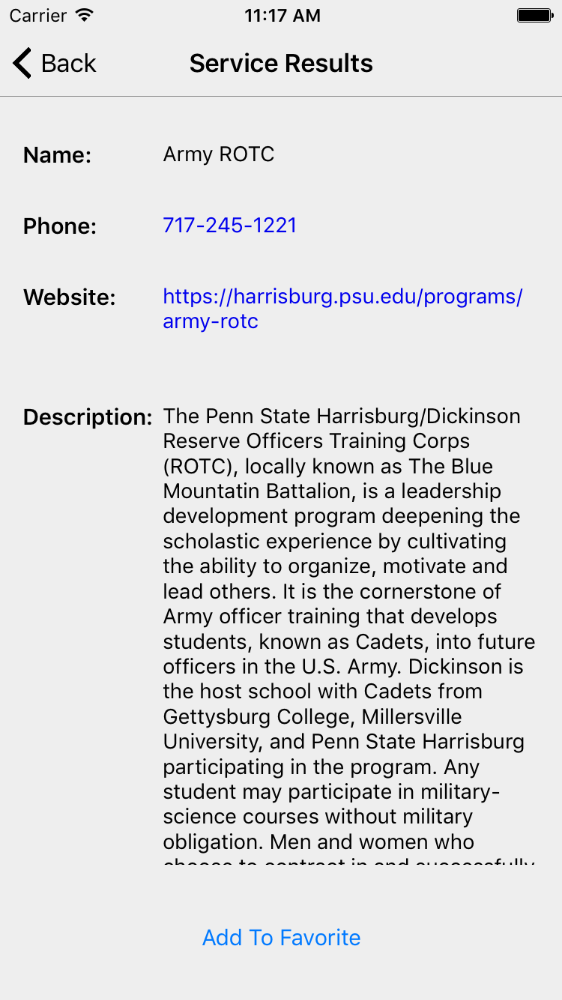 Carrier 11:17 AM
Back Service Results
Name: Army ROTC
Phone: 717-245-1221
Website: https://harrisburg.psu.edu/programs/
army-rotc
Description: The Penn State Harrisburg/Dickinson
Reserve Officers Training Corps
(ROTC), locally known as The Blue
Mountatin Battalion, is a leadership
development program deepening the
scholastic experience by cultivating
the ability to organize, motivate and
lead others. It is the cornerstone of
Army officer training that develops
students, known as Cadets, into future
officers in the U.S. Army. Dickinson is
the host school with Cadets from
Gettysburg College, Millersville
University, and Penn State Harrisburg
participating in the program. Any
student may participate in military-
science courses without military
obligation. Men and women who
choose to contract in and successfully
Add To Favorite